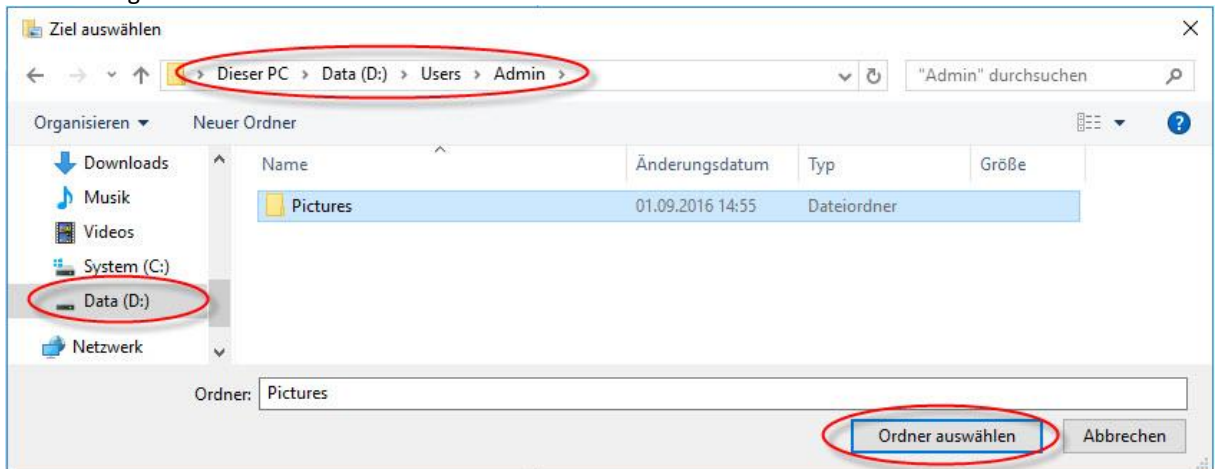 Ziel auswählen
Dieser PC > Data (D:) > Users > Admin >
"Admin" durchsuchen
Organisieren
Neuer Ordner
Downloads
Musik
Videos
System (C:)
Data (D:)
Netzwerk
Name Änderungsdatum Typ Größe
Pictures 01.09.2016 14:55 Dateiordner
Ordner: Pictures
Ordner auswählen
Abbrechen